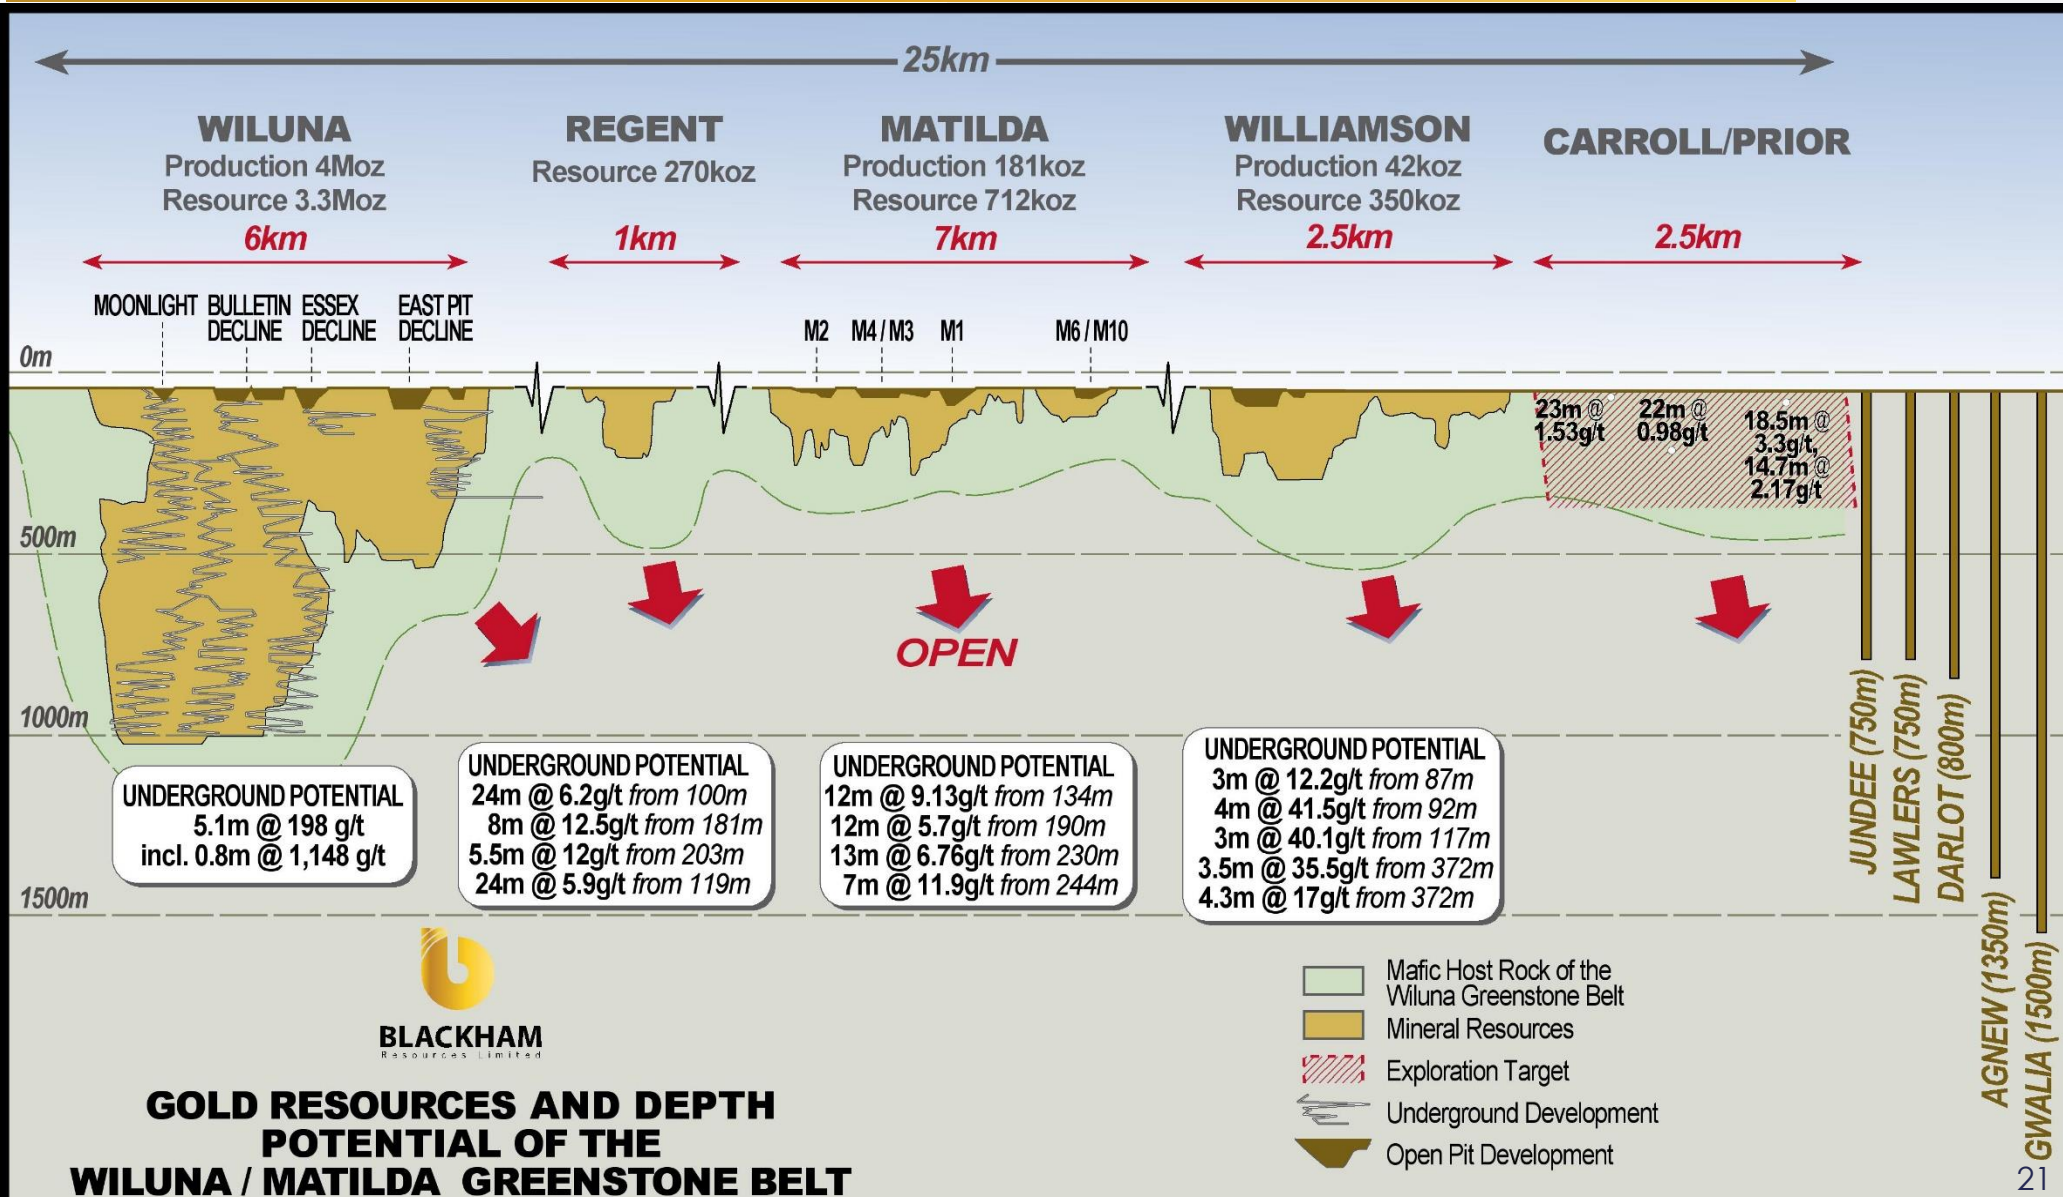 25km
WILUNA
Production 4Moz
Resource 3.3Moz
6km
REGENT
Resource 270koz
1km
MATILDA
Production 181koz
Resource 712koz
7km
WILLIAMSON
Production 42koz
Resource 350koz
2.5km
CARROLL/PRIOR
2.5km
MOONLIGHT
BULLETIN
DECLINE
ESSEX
DECLINE
EAST PIT
DECLINE
M2
M4 / M3
M1
M6 / M10
0m
500m
1000m
1500m
23m @
1.53g/t
22m @
0.98g/t
18.5m @
3.3g/t,
14.7m @
2.17g/t
OPEN
UNDERGROUND POTENTIAL
5.1m @ 198 g/t
incl. 0.8m @ 1,148 g/t
UNDERGROUND POTENTIAL
24m @ 6.2g/t from 100m
8m @ 12.5g/t from 181m
5.5m @ 12g/t from 203m
24m @ 5.9g/t from 119m
UNDERGROUND POTENTIAL
12m @ 9.13g/t from 134m
12m @ 5.7g/t from 190m
13m @ 6.76g/t from 230m
7m @ 11.9g/t from 244m
UNDERGROUND POTENTIAL
3m @ 12.2g/t from 87m
4m @ 41.5g/t from 92m
3m @ 40.1g/t from 117m
3.5m @ 35.5g/t from 372m
4.3m @ 17g/t from 372m
JUNDEE (750m)
LAWLERS (750m)
DARLOT (800m)
AGNEW (1350m)
GWALIA (1500m)
BLACKHAM
Resources Limited
GOLD RESOURCES AND DEPTH
POTENTIAL OF THE
WILUNA / MATILDA GREENSTONE BELT
Mafic Host Rock of the
Wiluna Greenstone Belt
Mineral Resources
Exploration Target
Underground Development
Open Pit Development
21